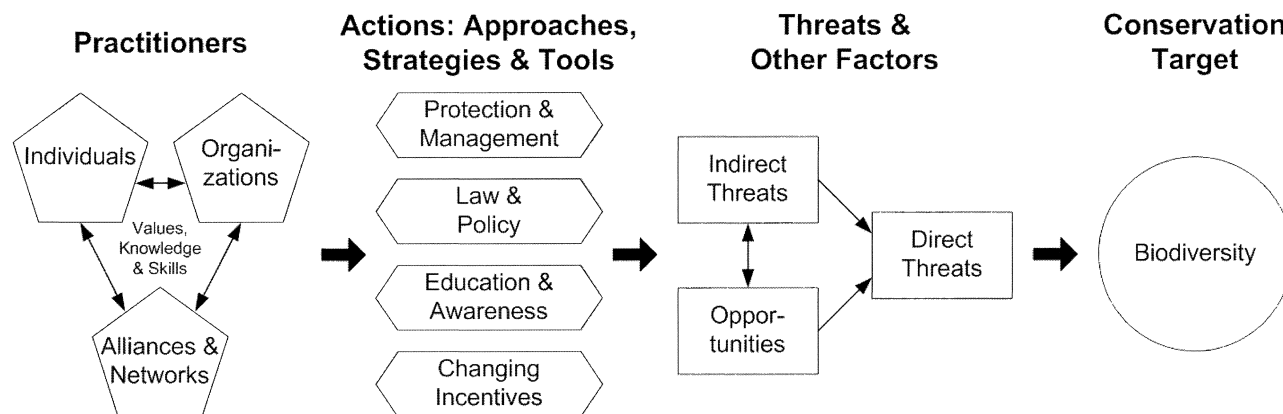 Practitioners
Individuals
Organi-
zations
Values,
Knowledge
& Skills
Alliances &
Networks
Actions: Approaches,
Strategies & Tools
Protection &
Management
Law &
Policy
Education &
Awareness
Changing
Incentives
Threats &
Other Factors
Indirect
Threats
Oppor-
tunities
Direct
Threats
Conservation
Target
Biodiversity